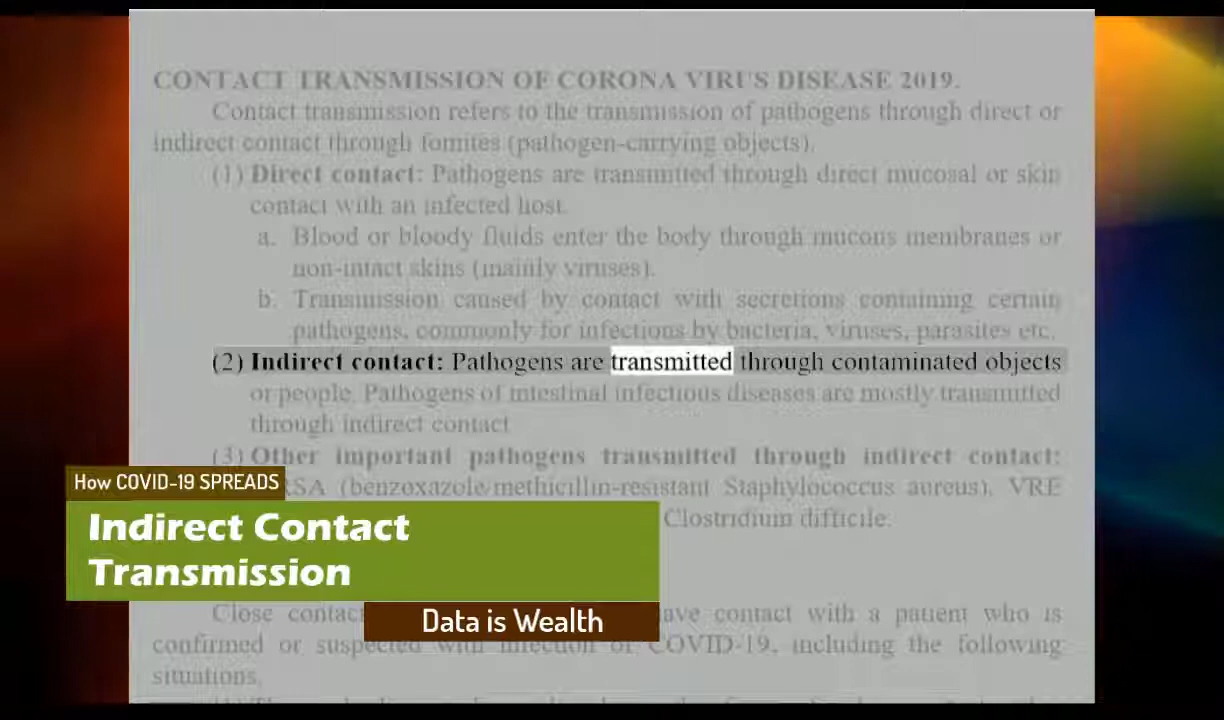 CONTACT TRANSMISSION OF CORONA VIRUS DISEASE 2019.
Contact transmission refers to the transmission of pathogens through direct or
indirect contact through fomites (pathogen-carrying objects).
(1) Direct contact: Pathogens are transmitted through direct mucosal or skin
contact with an infected host.
a. Blood or bloody fluids enter the body through mucous membranes or
non-intact skins (mainly viruses).
b. Transmission caused by contact with secretions containing certain
pathogens, commonly for infections by bacteria, viruses, parasites etc.
(2) Indirect contact: Pathogens are transmitted through contaminated objects
or people. Pathogens of intestinal infectious diseases are mostly transmitted
through indirect contact
(3) Other important pathogens transmitted through indirect contact:
How COVID-19 SPREADS
RSA (benzoxazole/methicillin-resistant Staphylococcus aureus), VRE
Indirect Contact
Clostridium difficile.
Transmission
Close contac ave contact with a patient who is
Data is Wealth
confirmed or suspected with infection of COVID-19, including the following
situations.